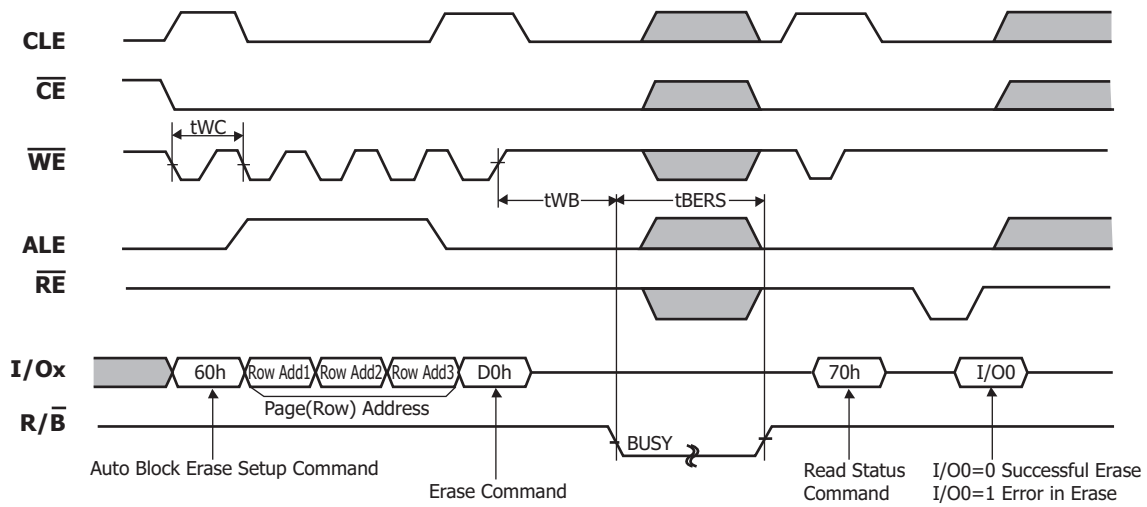 CLE
CE
tWC
WE
tWB
tBERS
ALE
RE
I/Ox
60h
Row Add1
Row Add2
Row Add3
D0h
70h
I/O0
Page(Row) Address
R/B
BUSY
Auto Block Erase Setup Command
Erase Command
Read Status
Command
I/O0=0 Successful Erase
I/O0=1 Error in Erase